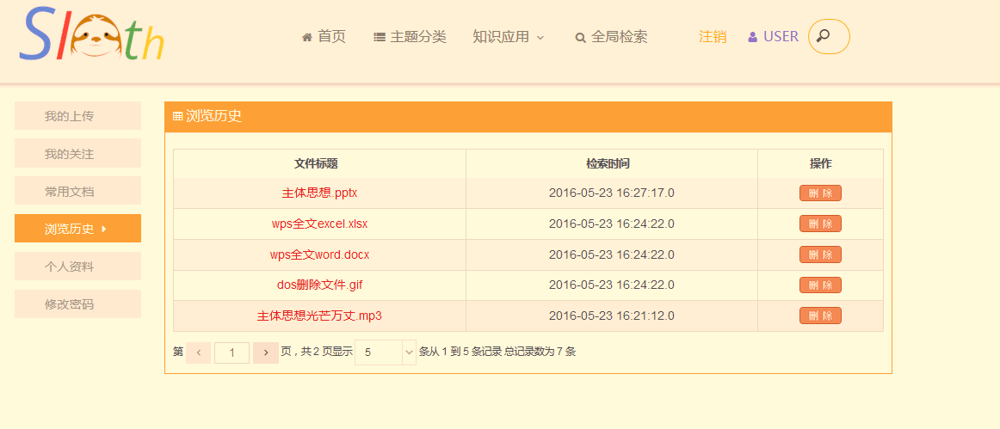 Sloth
首页 主题分类 知识应用 全局检索 注销 USER
我的上传
我的关注
常用文档
浏览历史
个人资料
修改密码
浏览历史
文件标题 检索时间 操作
主体思想.pptx 2016-05-23 16:27:17.0 删 除
wps全文excel.xlsx 2016-05-23 16:24:22.0 删 除
wps全文word.docx 2016-05-23 16:24:22.0 删 除
dos删除文件.gif 2016-05-23 16:24:22.0 删 除
主体思想光芒万丈.mp3 2016-05-23 16:21:12.0 删 除
第 ‹ 1 › 页，共 2 页显示 5 条从 1 到 5 条记录 总记录数为 7 条